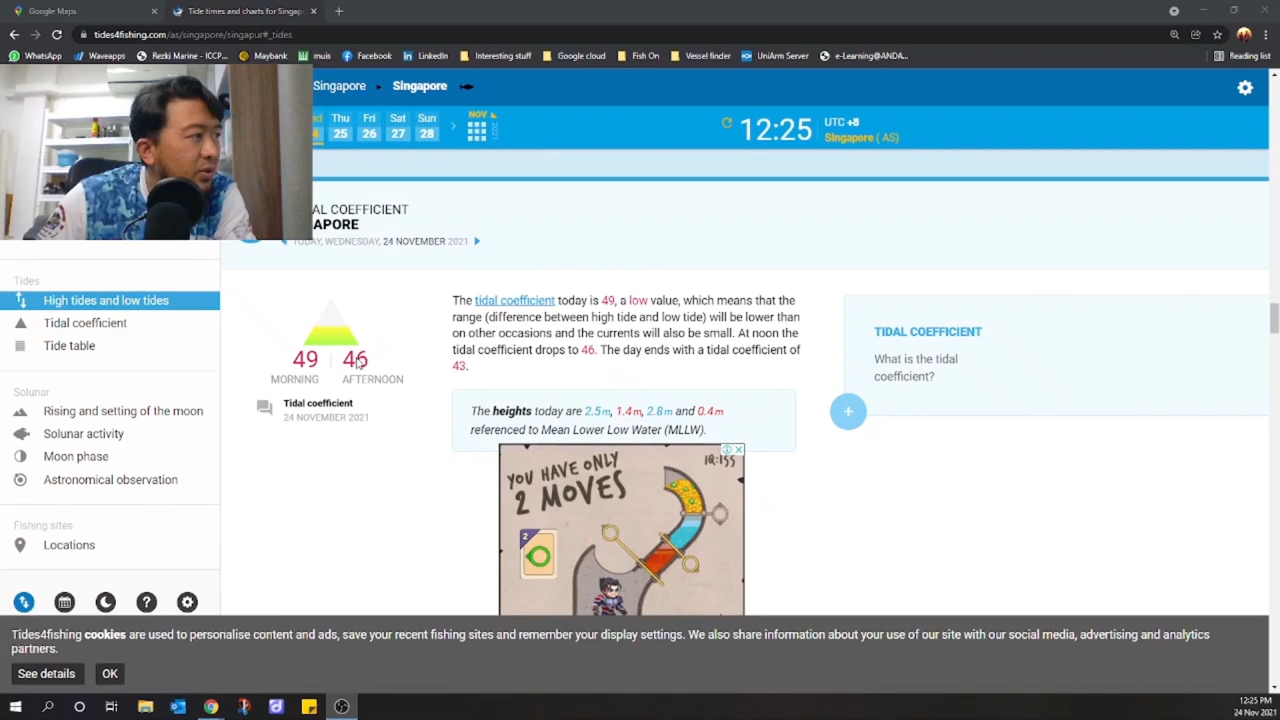 Google Maps
Tide times and charts for Singap
tides4fishing.com/as/singapore/singapur#_tides
WhatsApp
Waveapps
Rezki Marine - ICCP...
Maybank
muis
Facebook
LinkedIn
Interesting stuff
Google cloud
Fish On
Vessel finder
UniArm Server
e-Learning@ANDA...
Reading list
Singapore
Singapore
Thu
Fri
Sat
Sun
25
26
27
28
NOV
2021
12:25
UTC +8
Singapore ( AS)
AL COEFFICIENT
APORE
TODAY, WEDNESDAY, 24 NOVEMBER 2021
Tides
High tides and low tides
Tidal coefficient
Tide table
Solunar
Rising and setting of the moon
Solunar activity
Moon phase
Astronomical observation
Fishing sites
Locations
49
46
MORNING
AFTERNOON
Tidal coefficient
24 NOVEMBER 2021
The tidal coefficient today is 49, a low value, which means that the
range (difference between high tide and low tide) will be lower than
on other occasions and the currents will also be small. At noon the
tidal coefficient drops to 46. The day ends with a tidal coefficient of
43.
The heights today are 2.5 m, 1.4 m, 2.8 m and 0.4 m
referenced to Mean Lower Low Water (MLLW).
TIDAL COEFFICIENT
What is the tidal
coefficient?
YOU HAVE ONLY
2 MOVES
IQ:155
2
Tides4fishing cookies are used to personalise content and ads, save your recent fishing sites and remember your display settings. We also share information about your use of our site with our social media, advertising and analytics
partners.
See details
OK
12:25 PM
24 Nov 2021